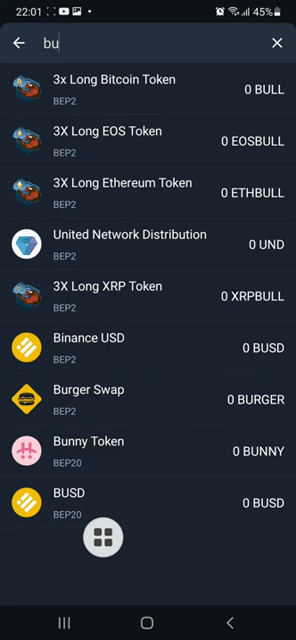 22:01
45%
bu
3x Long Bitcoin Token
0 BULL
BEP2
3X Long EOS Token
0 EOSBULL
BEP2
3X Long Ethereum Token
0 ETHBULL
BEP2
United Network Distribution
0 UND
BEP2
3X Long XRP Token
0 XRPBULL
BEP2
Binance USD
0 BUSD
BEP2
Burger Swap
0 BURGER
BEP2
Bunny Token
0 BUNNY
BEP20
BUSD
0 BUSD
BEP20